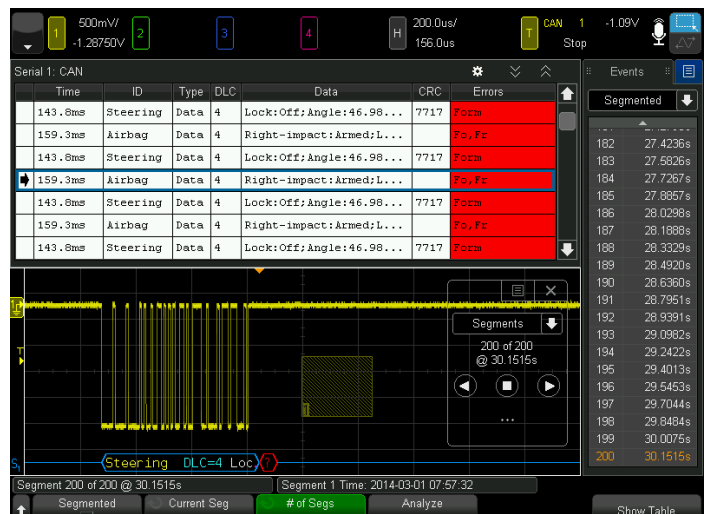 1 500mV/ -1.28750V 2 3 4 H 200.0us/ 156.0us T CAN 1 Stop -1.09V
Serial 1: CAN
Time ID Type DLC Data CRC Errors
143.8ms Steering Data 4 Lock:Off;Angle:46.98... 7717 Form
159.3ms Airbag Data 4 Right-impact:Armed;L... Fo,Fr
143.8ms Steering Data 4 Lock:Off;Angle:46.98... 7717 Form
159.3ms Airbag Data 4 Right-impact:Armed;L... Fo,Fr
143.8ms Steering Data 4 Lock:Off;Angle:46.98... 7717 Form
159.3ms Airbag Data 4 Right-impact:Armed;L... Fo,Fr
143.8ms Steering Data 4 Lock:Off;Angle:46.98... 7717 Form
Events
Segmented
182 27.4236s
183 27.5826s
184 27.7267s
185 27.8857s
186 28.0298s
187 28.1888s
188 28.3329s
189 28.4920s
190 28.6360s
191 28.7951s
192 28.9391s
193 29.0982s
194 29.2422s
195 29.4013s
196 29.5453s
197 29.7044s
198 29.8484s
199 30.0075s
200 30.1515s
Segments
200 of 200
@ 30.1515s
...
T
1
S1 Steering DLC=4 Loc ?
Segment 200 of 200 @ 30.1515s Segment 1 Time: 2014-03-01 07:57:32
Segmented Current Seg # of Segs Analyze Show Table